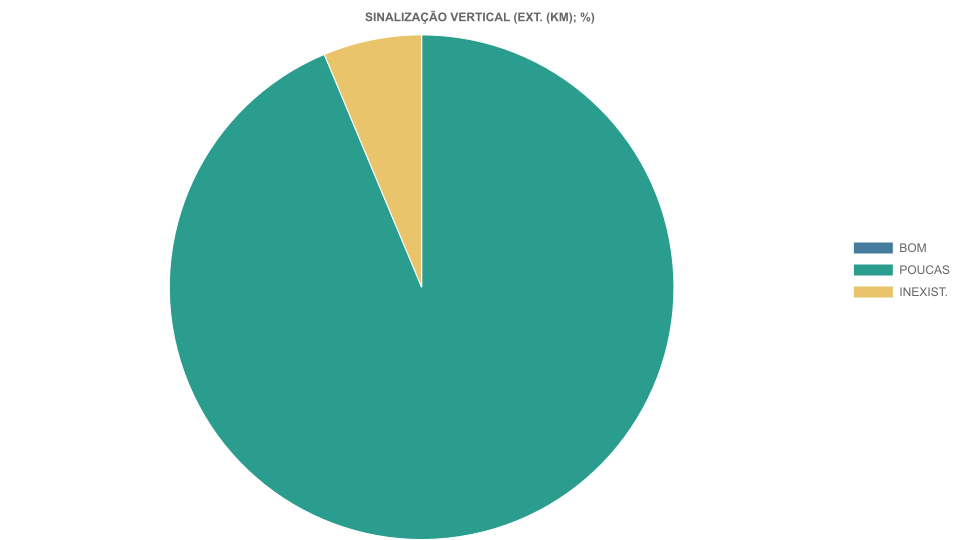 SINALIZAÇÃO VERTICAL (EXT. (KM); %)
BOM
POUCAS
INEXIST.